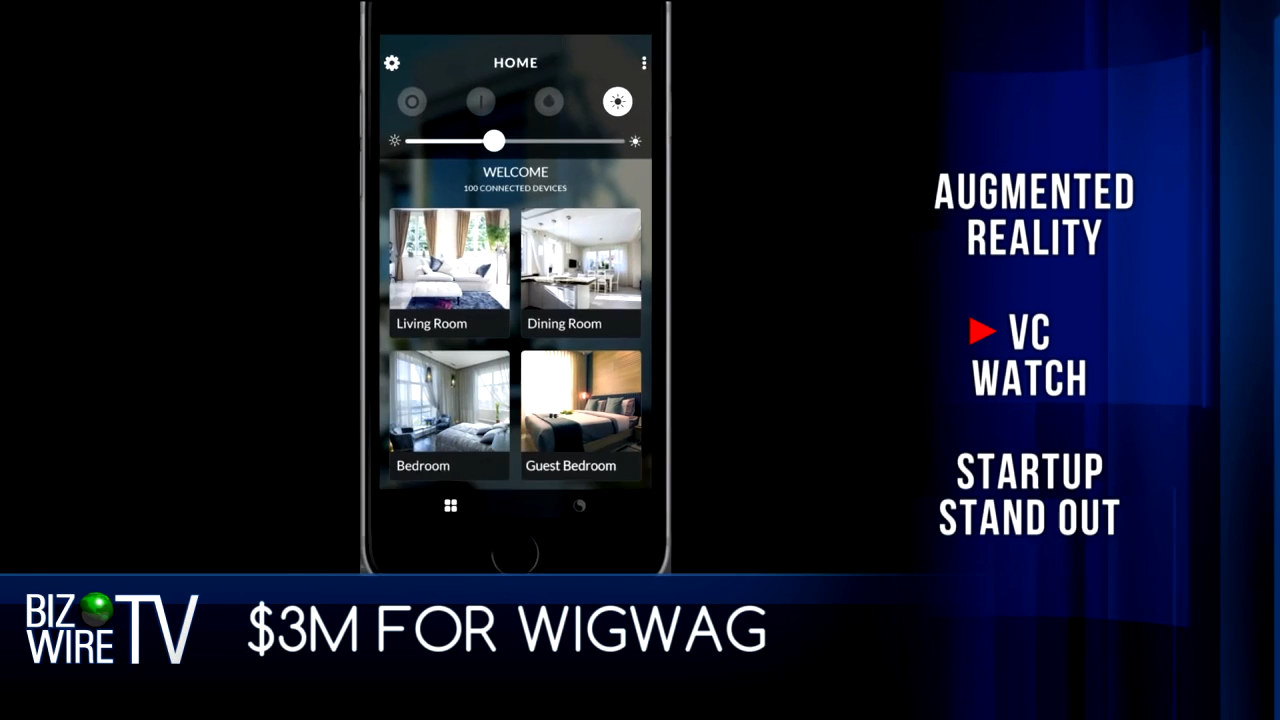 HOME
WELCOME
100 CONNECTED DEVICES
Living Room
Dining Room
Bedroom
Guest Bedroom
AUGMENTED
REALITY
VC
WATCH
STARTUP
STAND OUT
BIZ
WIRE TV
$3M FOR WIGWAG